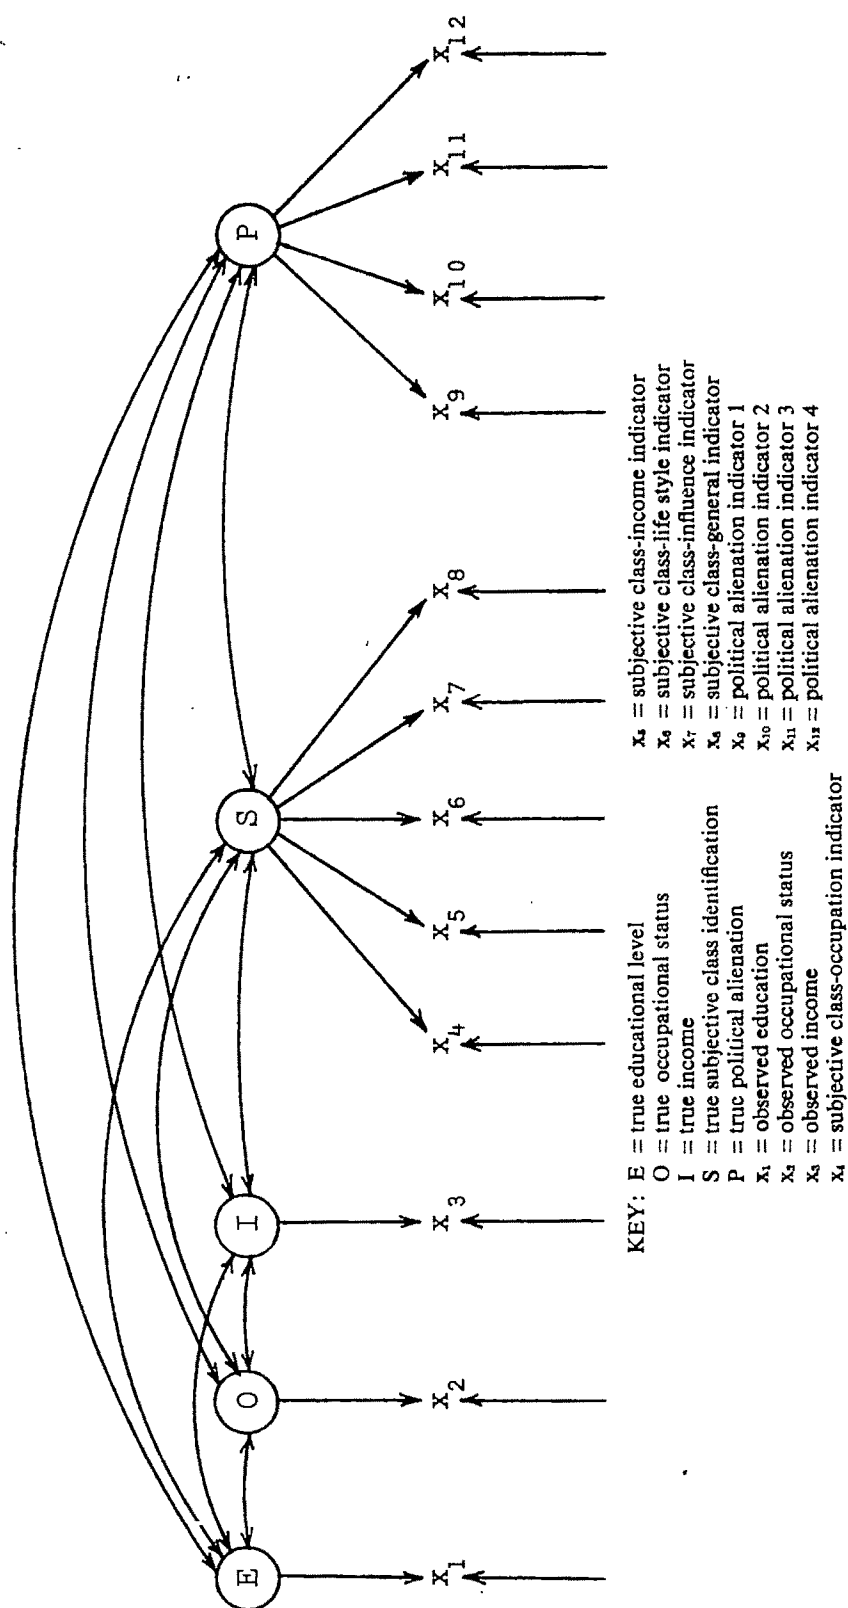 E O I S P
x1 x2 x3 x4 x5 x6 x7 x8 x9 x10 x11 x12
KEY: E = true educational level
O = true occupational status
I = true income
S = true subjective class identification
P = truc political alienation
x₁ = observed education
x₂ = observed occupational status
x₃ = observed income
x₄ = subjective class-occupation indicator
x₅ = subjective class-income indicator
x₆ = subjective class-life style indicator
x₇ = subjective class-influence indicator
x₈ = subjective class-general indicator
x₉ = political alienation indicator 1
x₁₀ = political alienation indicator 2
x₁₁ = political alienation indicator 3
x₁₂ = political alienation indicator 4